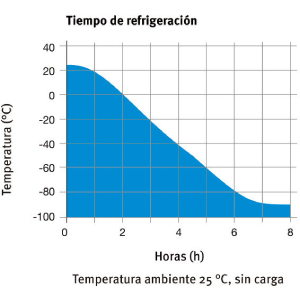 Tiempo de refrigeración
Temperatura (°C)
40
20
0
-20
-40
-60
-80
-100
0 2 4 6 8
Horas (h)
Temperatura ambiente 25 °C, sin carga